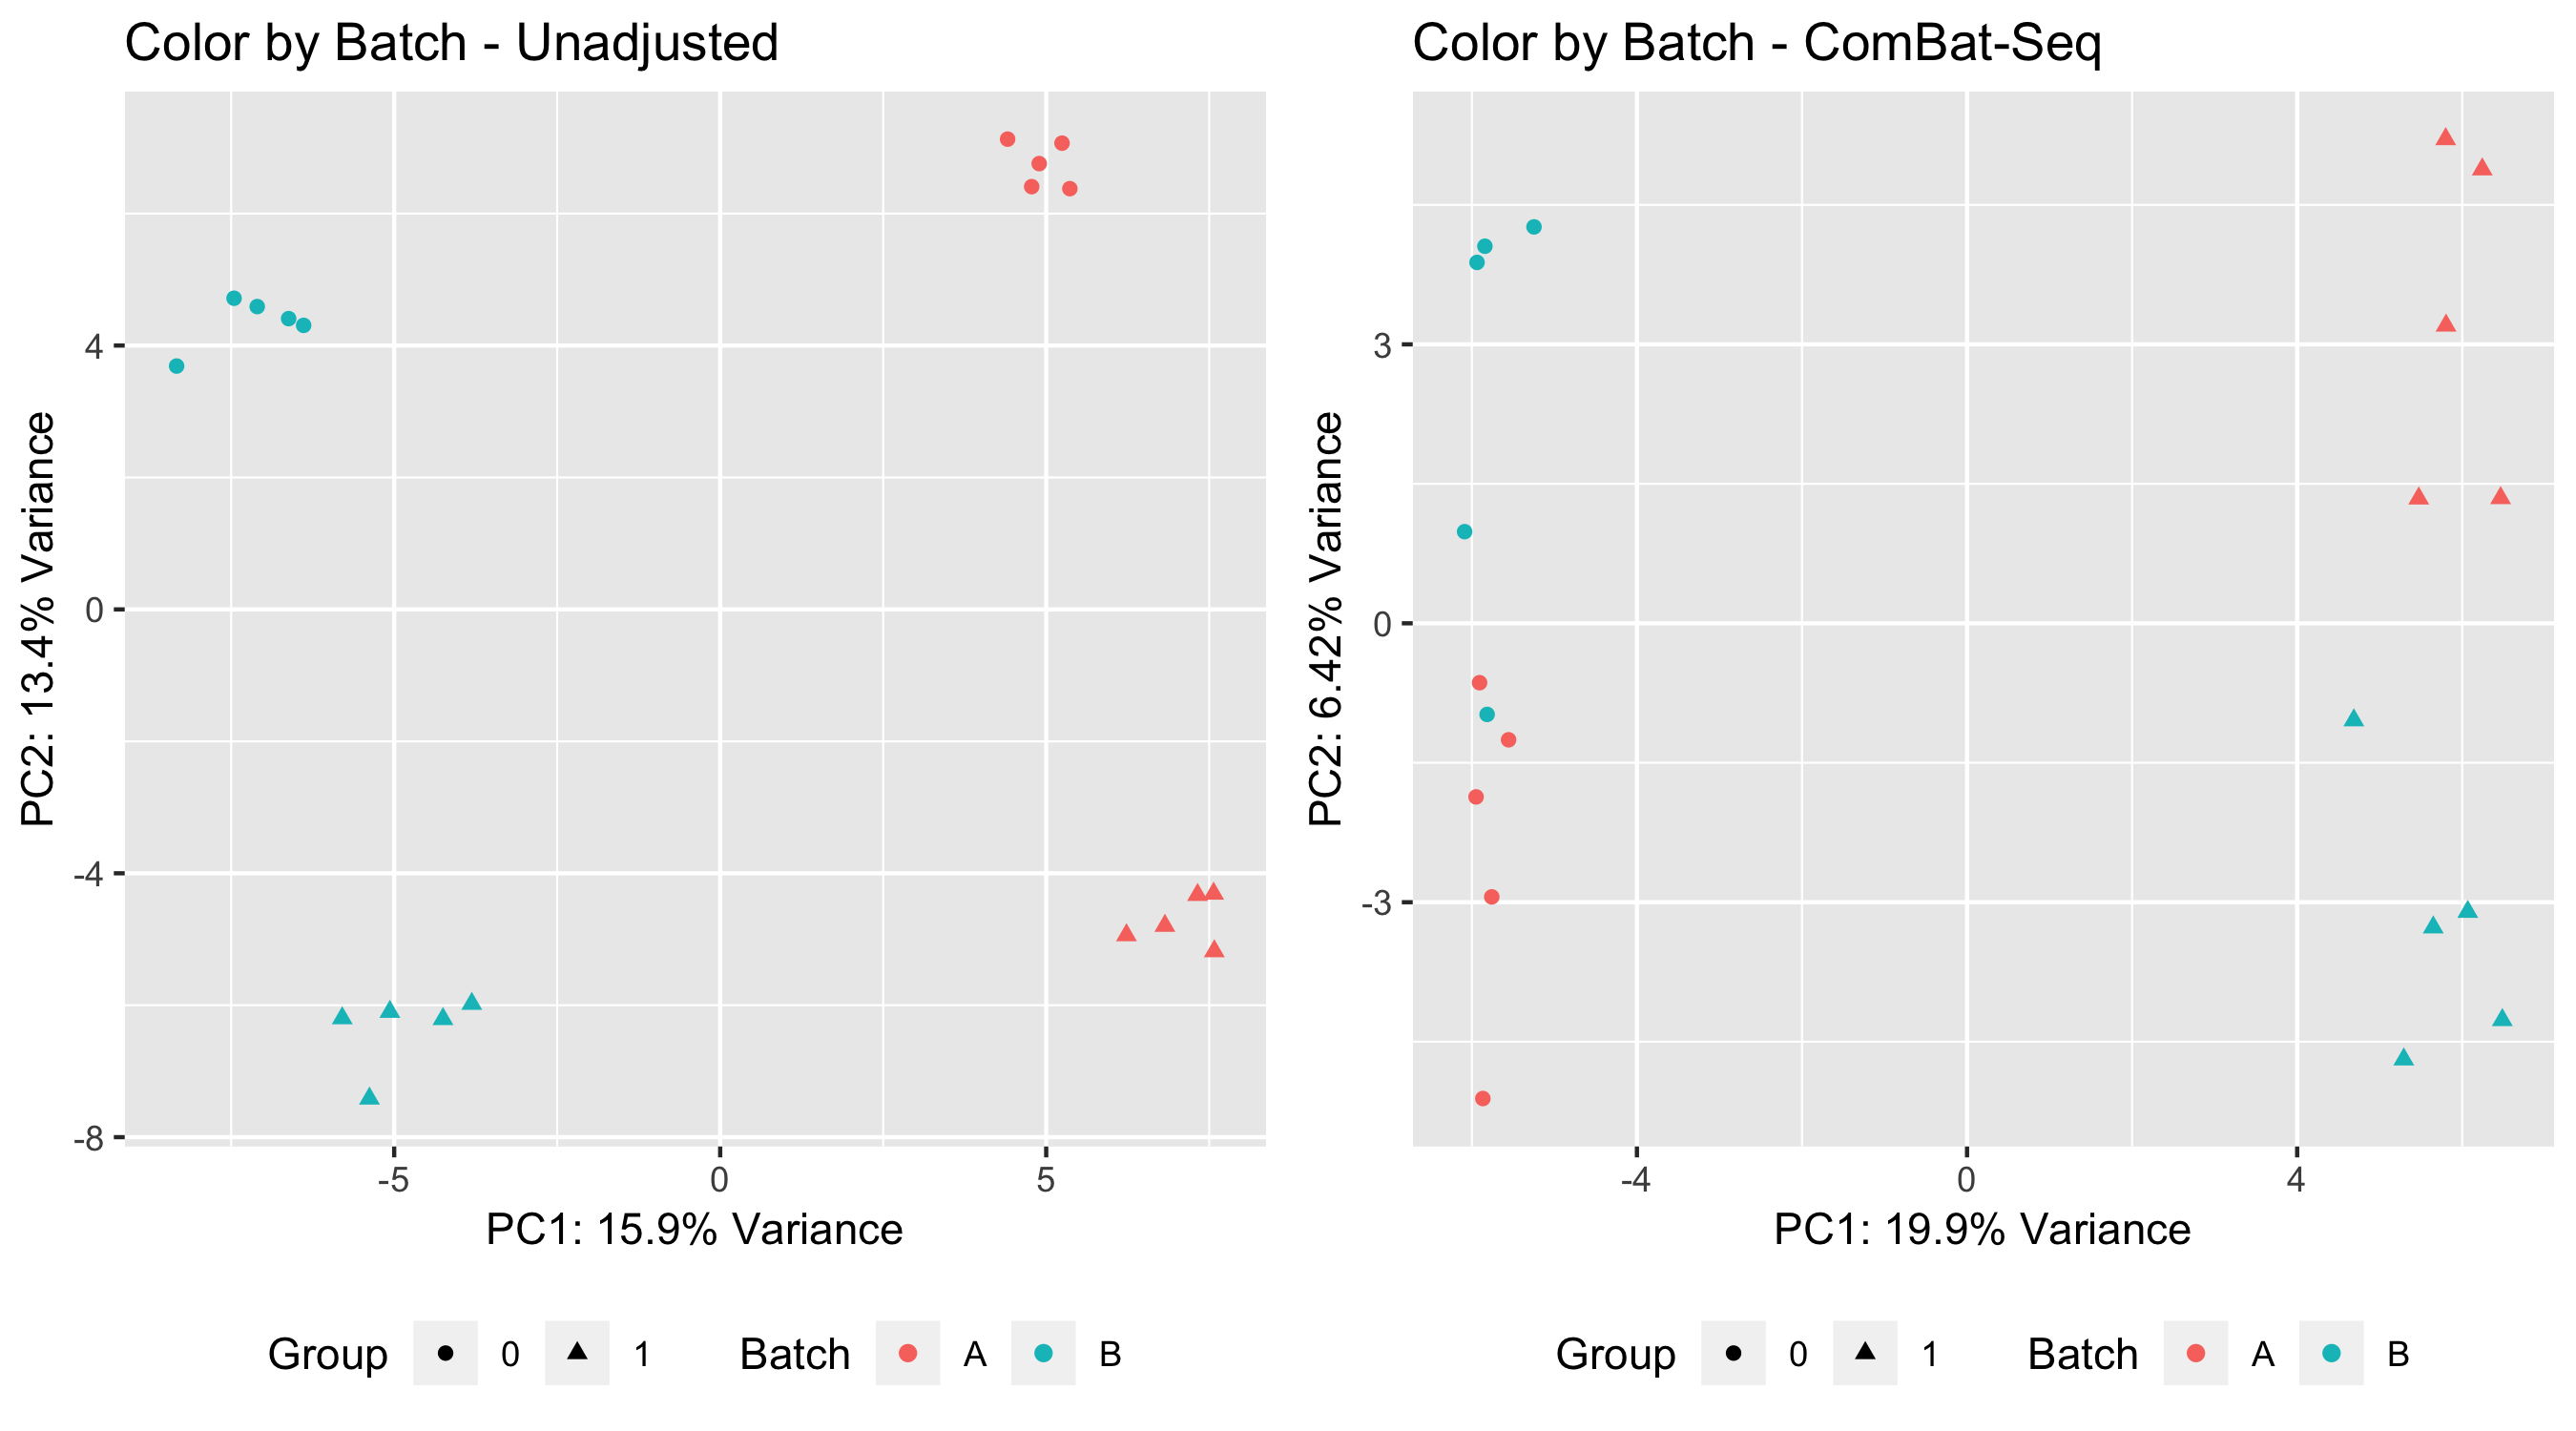 Color by Batch - Unadjusted
PC2: 13.4% Variance
4
0
-4
-8
-5 0 5
PC1: 15.9% Variance
Group 0 1 Batch A B
Color by Batch - ComBat-Seq
PC2: 6.42% Variance
3
0
-3
-4 0 4
PC1: 19.9% Variance
Group 0 1 Batch A B